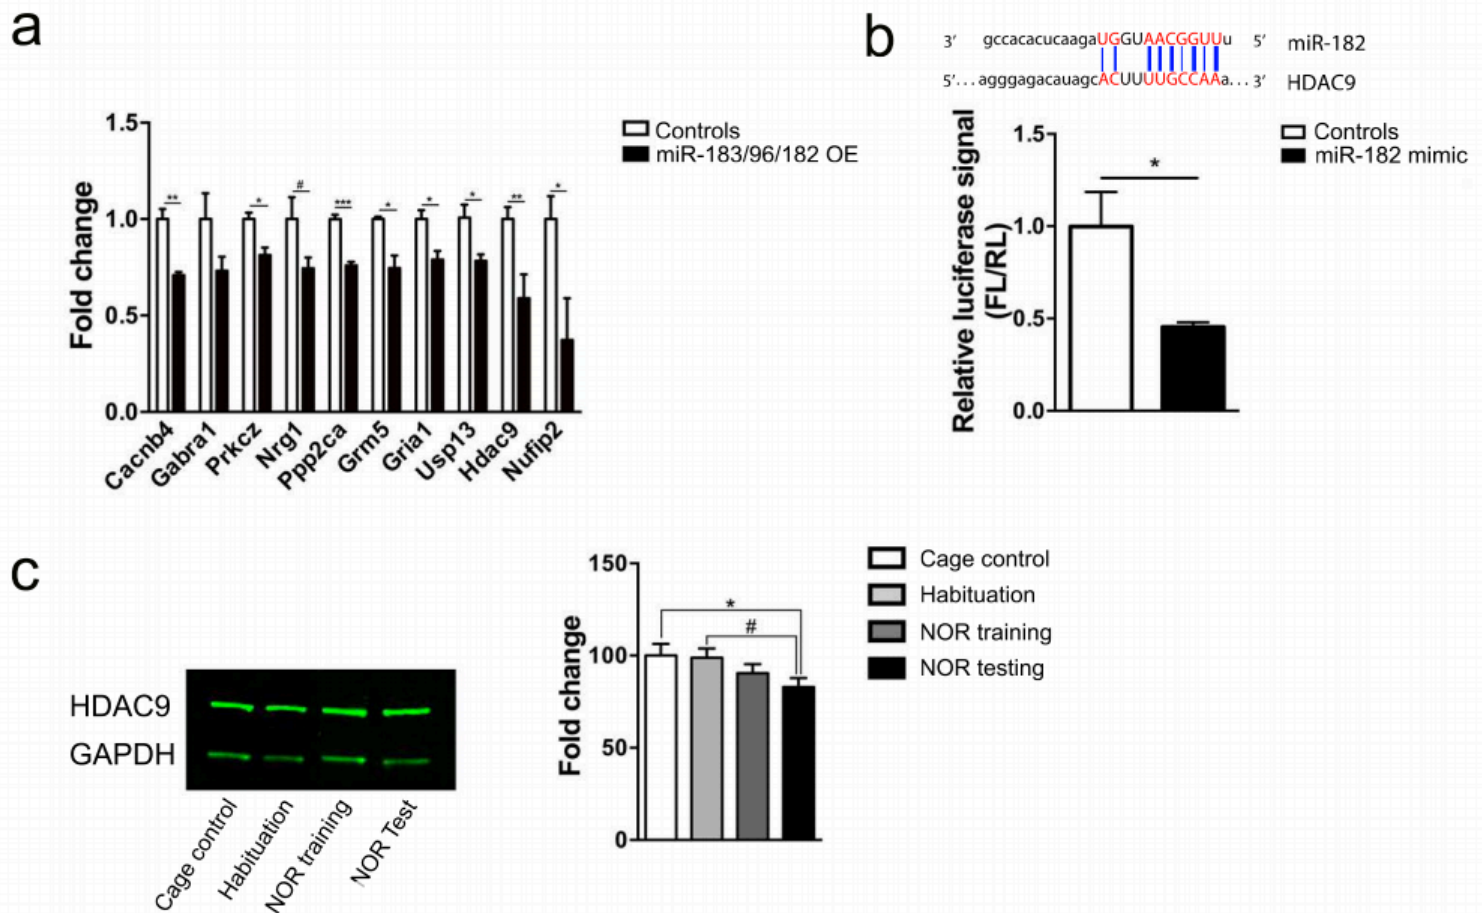 a
1.5
1.0
0.5
0.0
Fold change
Controls
miR-183/96/182 OE
** * # *** * * * ** *
Cacnb4
Gabra1
Prkcz
Nrg1
Ppp2ca
Grm5
Gria1
Usp13
Hdac9
Nufip2
b
3′ gccacacucaagaUGGUAACGGUUu 5′ miR-182
5′...agggagacauagcACUUUUUGCCAAa...3′ HDAC9
Relative luciferase signal
(FL/RL)
1.5
1.0
0.5
0.0
*
Controls
miR-182 mimic
c
HDAC9
GAPDH
Cage control
Habituation
NOR training
NOR Test
Fold change
150
100
50
0
*
#
Cage control
Habituation
NOR training
NOR testing